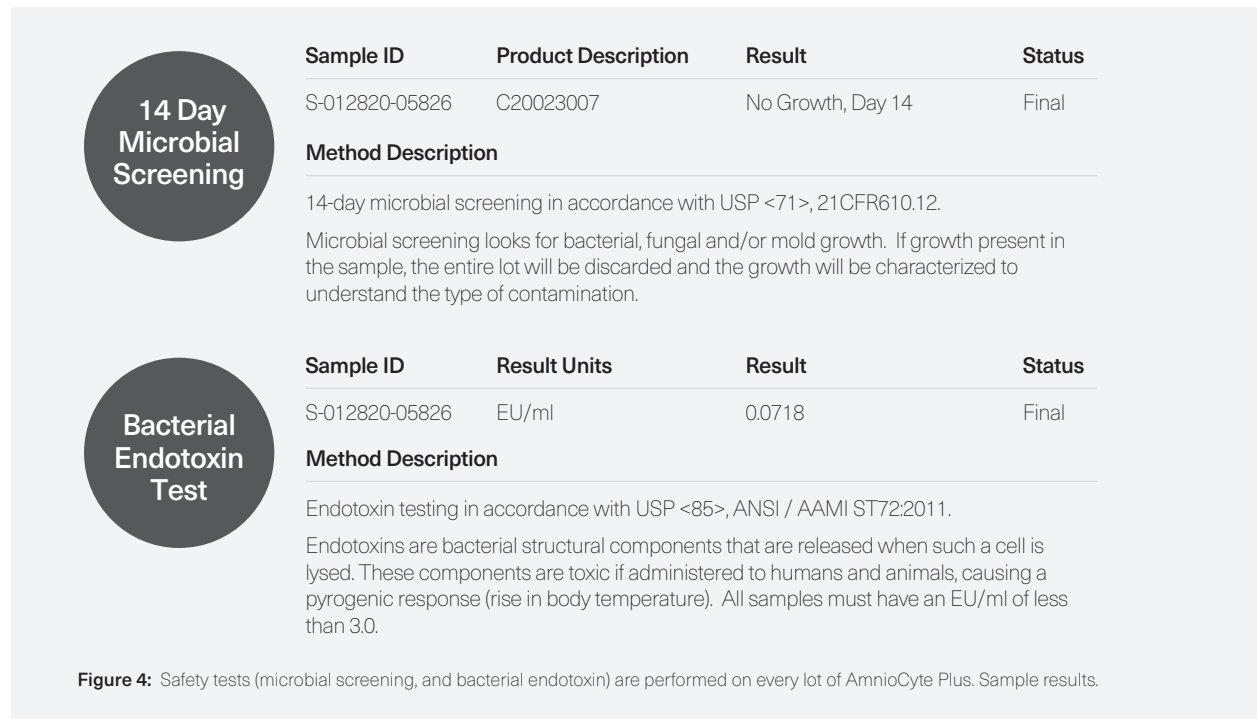 14 Day
Microbial
Screening
Sample ID Product Description Result Status
S-012820-05826 C20023007 No Growth, Day 14 Final
Method Description
14-day microbial screening in accordance with USP <71>, 21CFR610.12.
Microbial screening looks for bacterial, fungal and/or mold growth.  If growth present in
the sample, the entire lot will be discarded and the growth will be characterized to
understand the type of contamination.
Bacterial
Endotoxin
Test
Sample ID Result Units Result Status
S-012820-05826 EU/ml 0.0718 Final
Method Description
Endotoxin testing in accordance with USP <85>, ANSI / AAMI ST72:2011.
Endotoxins are bacterial structural components that are released when such a cell is
lysed. These components are toxic if administered to humans and animals, causing a
pyrogenic response (rise in body temperature).  All samples must have an EU/ml of less
than 3.0.
Figure 4:  Safety tests (microbial screening, and bacterial endotoxin) are performed on every lot of AmnioCyte Plus. Sample results.